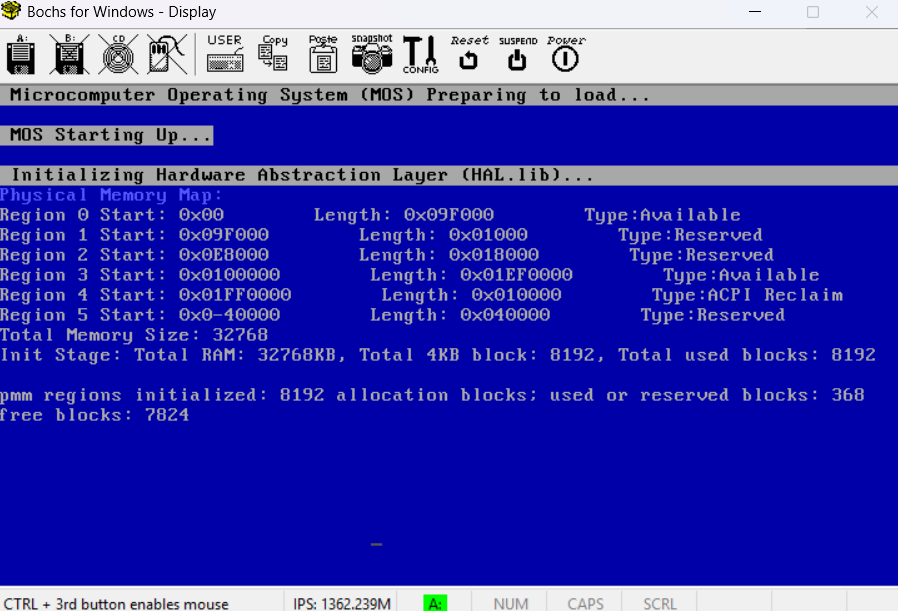 Bochs for Windows - Display
A: B: CD USER Copy Paste snapshot CONFIG Reset SUSPEND Power
Microcomputer Operating System (MOS) Preparing to load...
MOS Starting Up...
Initializing Hardware Abstraction Layer (HAL.lib)...
Physical Memory Map:
Region 0 Start: 0x00 Length: 0x09F000 Type:Available
Region 1 Start: 0x09F000 Length: 0x01000 Type:Reserved
Region 2 Start: 0x0E8000 Length: 0x018000 Type:Reserved
Region 3 Start: 0x0100000 Length: 0x01EF0000 Type:Available
Region 4 Start: 0x01FF0000 Length: 0x010000 Type:ACPI Reclaim
Region 5 Start: 0x0-40000 Length: 0x040000 Type:Reserved
Total Memory Size: 32768
Init Stage: Total RAM: 32768KB, Total 4KB block: 8192, Total used blocks: 8192
pmm regions initialized: 8192 allocation blocks; used or reserved blocks: 368
free blocks: 7824
CTRL + 3rd button enables mouse IPS: 1362.239M A: NUM CAPS SCRL